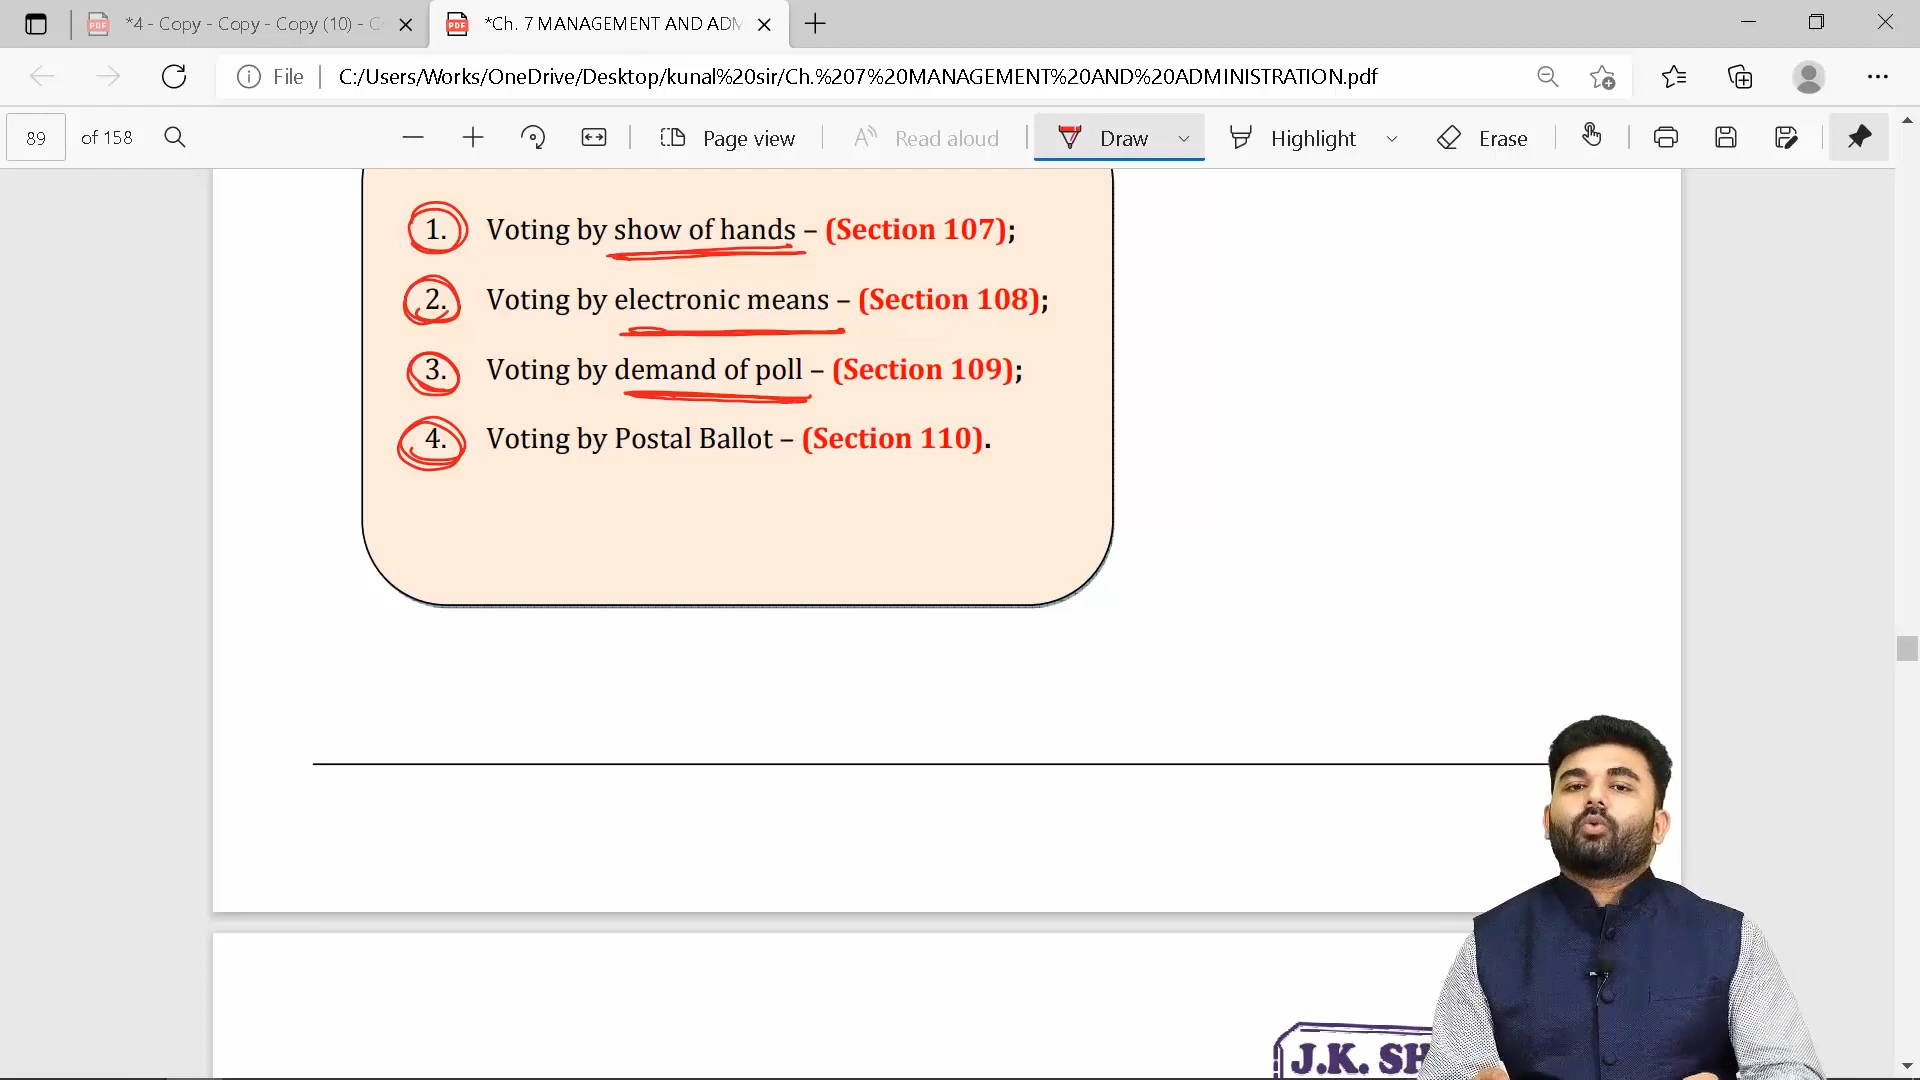 *4 - Copy - Copy - Copy (10) - C
*Ch. 7 MANAGEMENT AND ADM
File
C:/Users/Works/OneDrive/Desktop/kunal%20sir/Ch.%207%20MANAGEMENT%20AND%20ADMINISTRATION.pdf
89 of 158
Page view
Read aloud
Draw
Highlight
Erase
1. Voting by show of hands – (Section 107);
2. Voting by electronic means – (Section 108);
3. Voting by demand of poll – (Section 109);
4. Voting by Postal Ballot – (Section 110).
J.K. SH